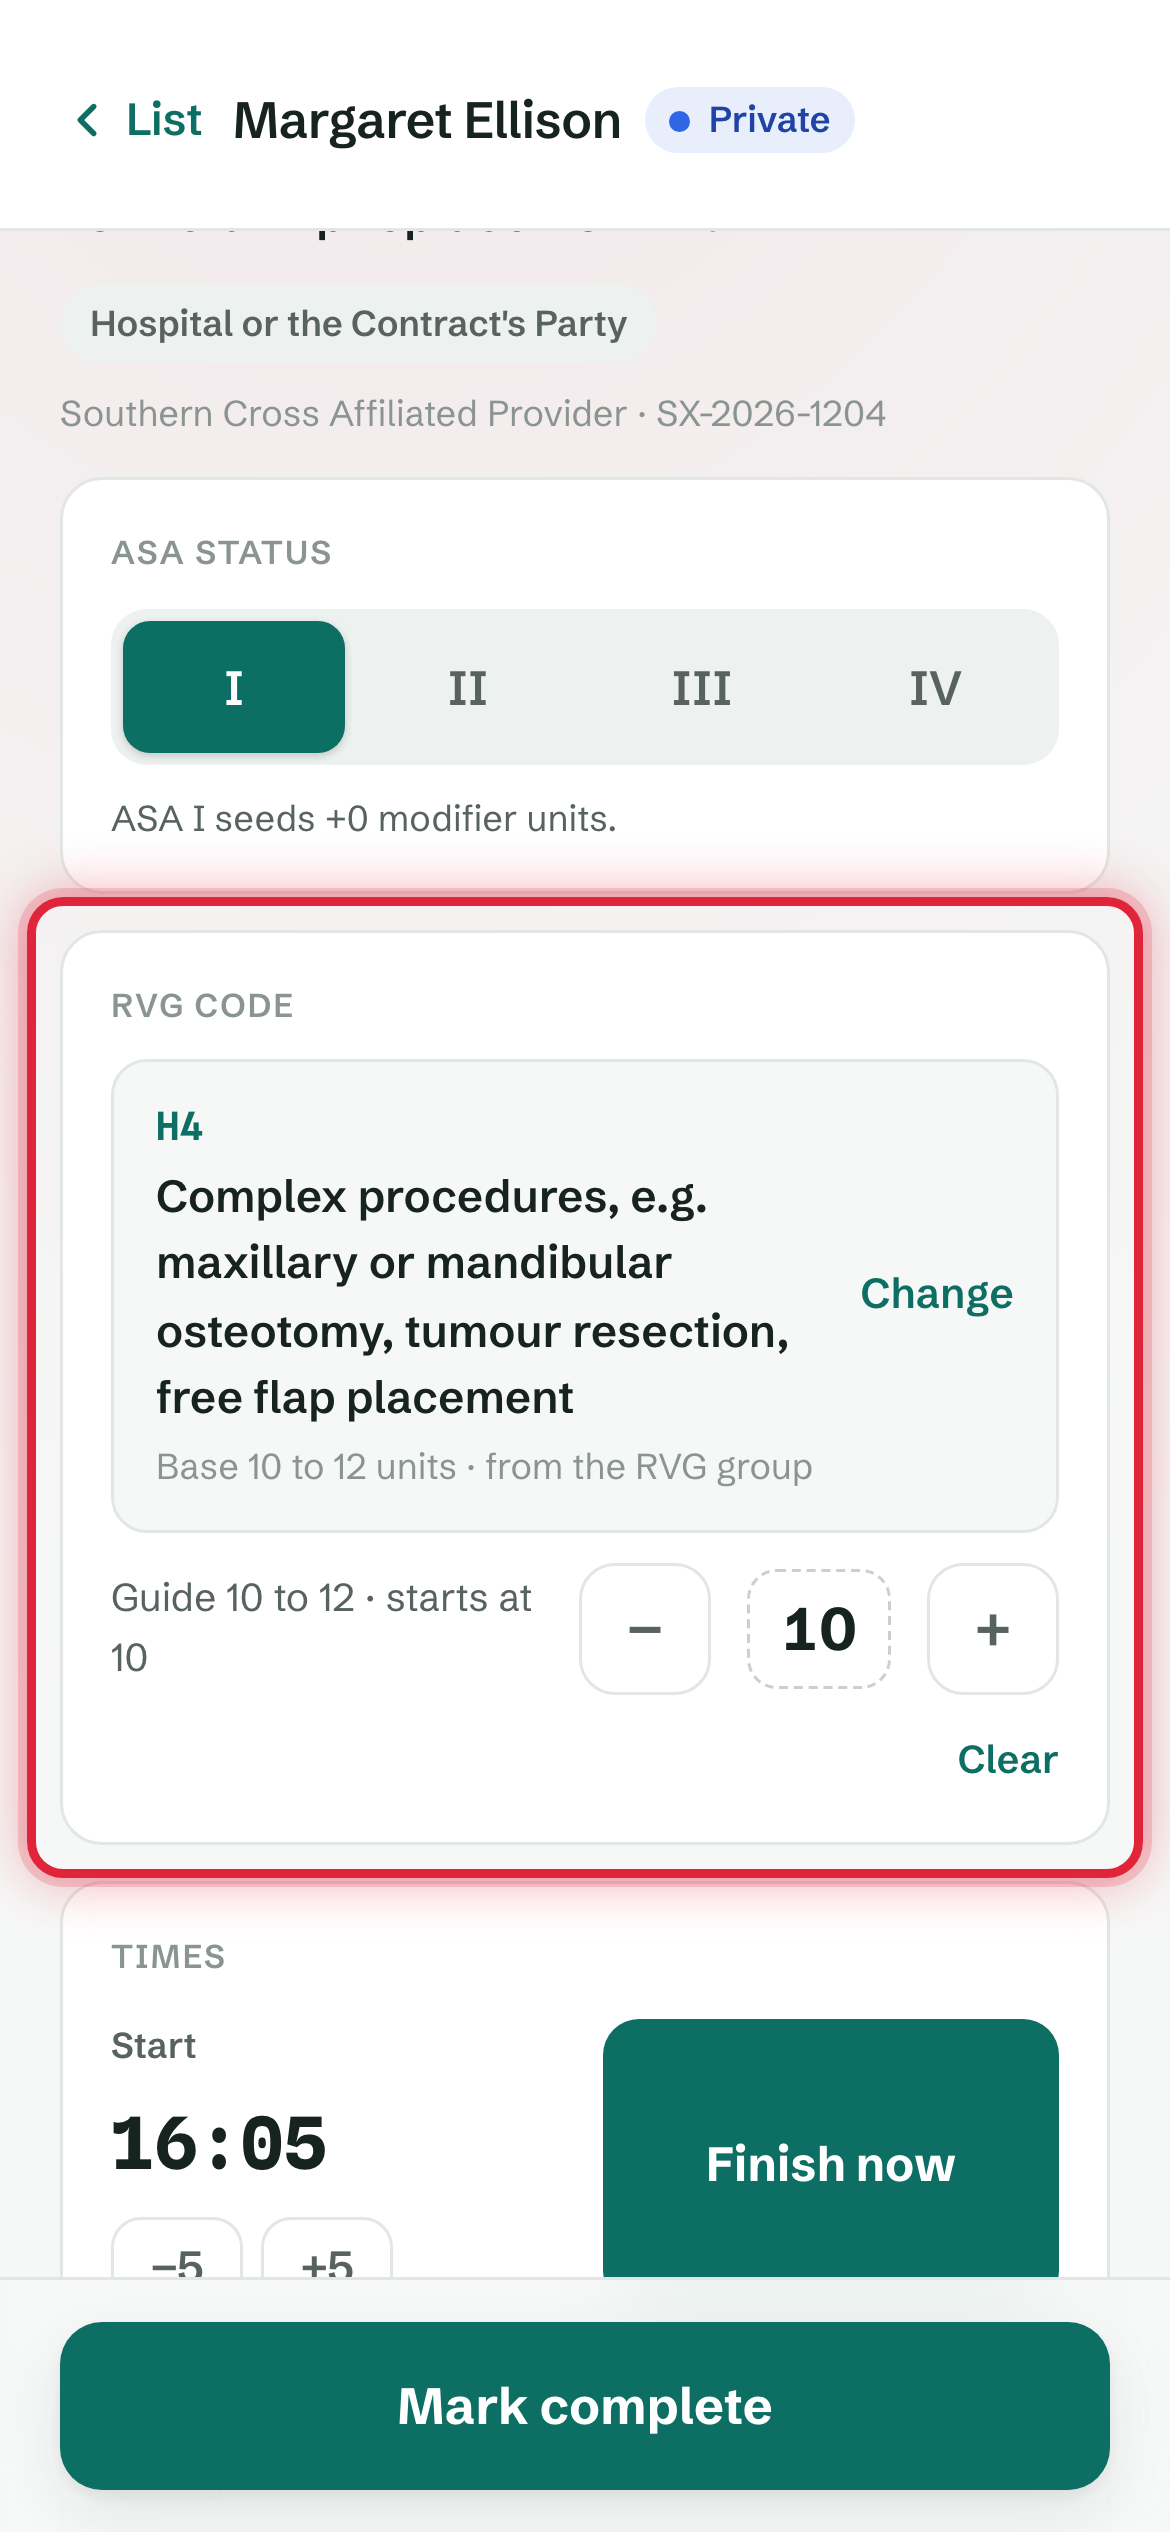 List Margaret Ellison Private
Hospital or the Contract's Party
Southern Cross Affiliated Provider · SX-2026-1204
ASA STATUS
I II III IV
ASA I seeds +0 modifier units.
RVG CODE
H4
Complex procedures, e.g.
maxillary or mandibular
osteotomy, tumour resection,
free flap placement
Change
Base 10 to 12 units · from the RVG group
Guide 10 to 12 · starts at
10
− 10 +
Clear
TIMES
Start
16:05
Finish now
−5 +5
Mark complete